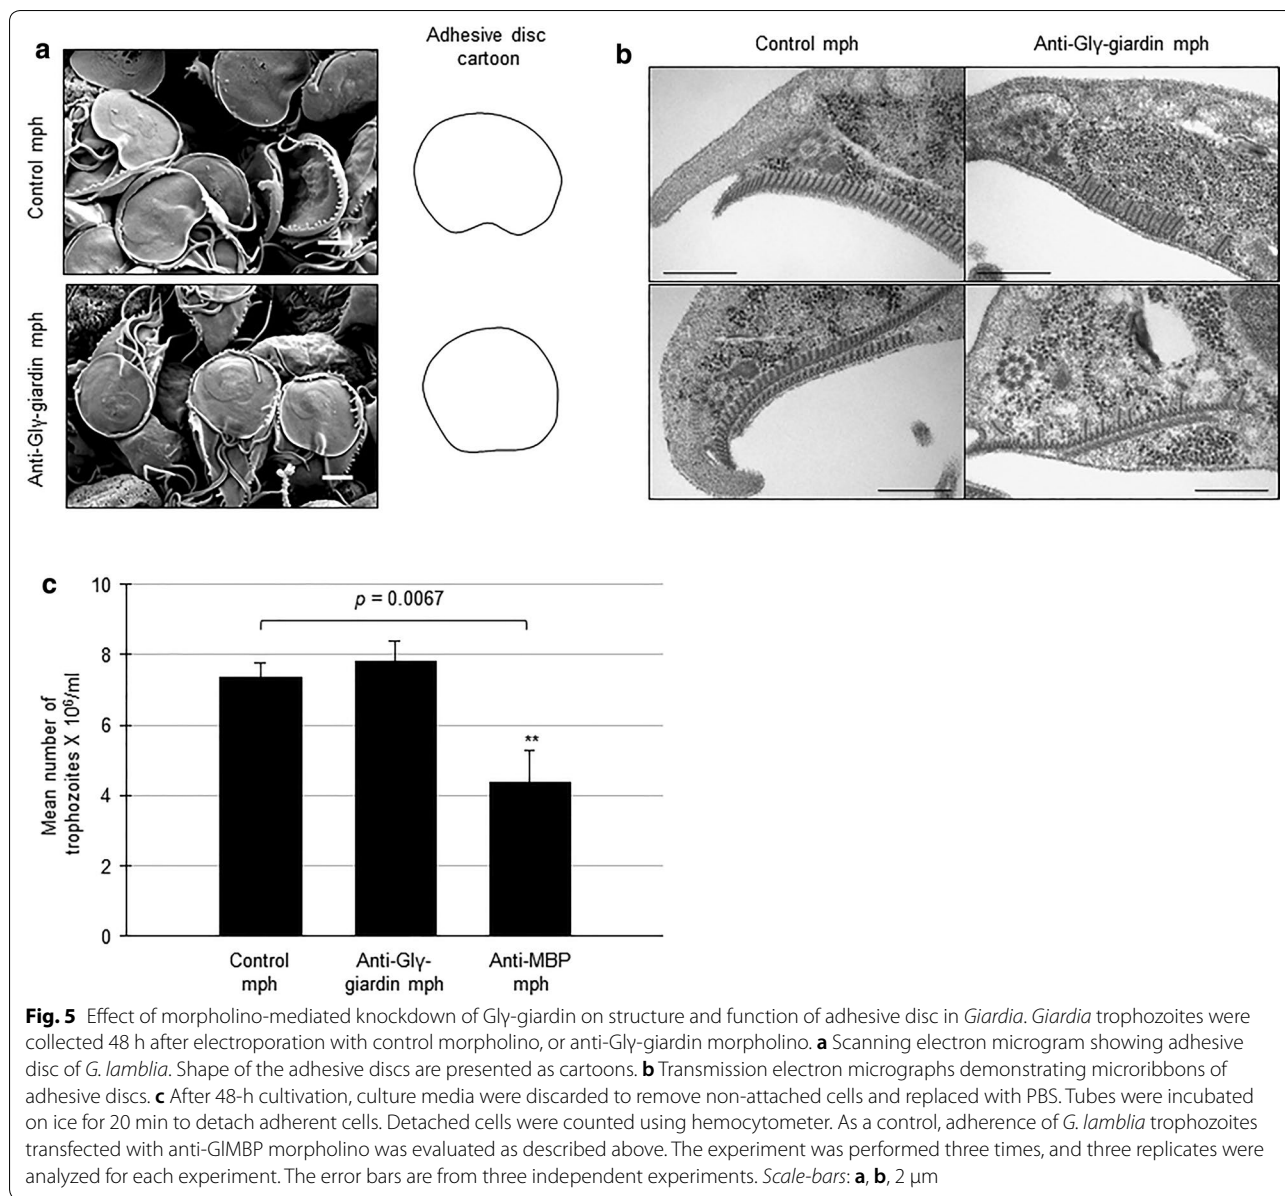 a
Adhesive disc
cartoon
Control mph
Anti-Glγ-giardin mph
b
Control mph
Anti-Glγ-giardin mph
c
Mean number of
trophozoites X 10⁶/ml
10
8
6
4
2
0
p = 0.0067
**
Control
mph
Anti-Glγ-
giardin mph
Anti-MBP
mph
Fig. 5 Effect of morpholino-mediated knockdown of Glγ-giardin on structure and function of adhesive disc in Giardia. Giardia trophozoites were
collected 48 h after electroporation with control morpholino, or anti-Glγ-giardin morpholino. a Scanning electron microgram showing adhesive
disc of G. lamblia. Shape of the adhesive discs are presented as cartoons. b Transmission electron micrographs demonstrating microribbons of
adhesive discs. c After 48-h cultivation, culture media were discarded to remove non-attached cells and replaced with PBS. Tubes were incubated
on ice for 20 min to detach adherent cells. Detached cells were counted using hemocytometer. As a control, adherence of G. lamblia trophozoites
transfected with anti-GlMBP morpholino was evaluated as described above. The experiment was performed three times, and three replicates were
analyzed for each experiment. The error bars are from three independent experiments. Scale-bars: a, b, 2 μm